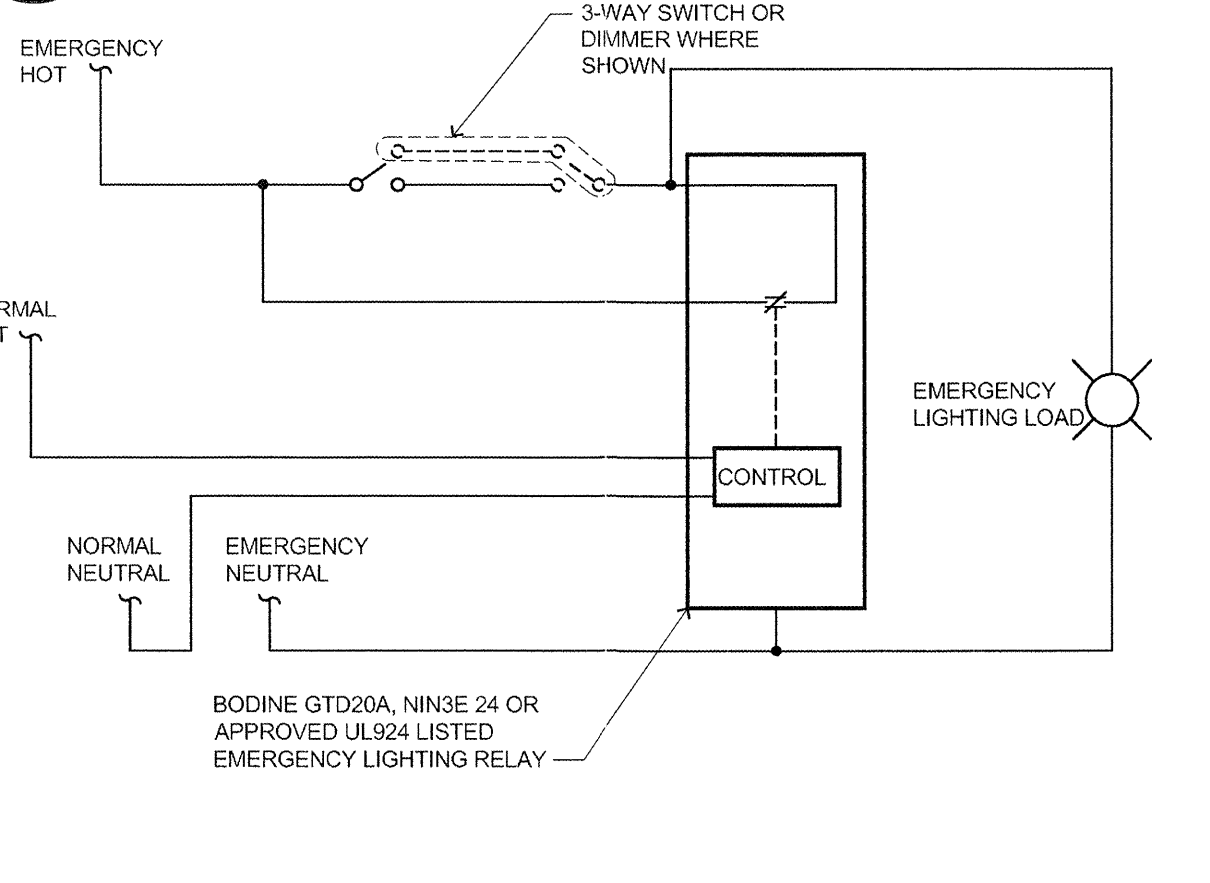 3-WAY SWITCH OR
DIMMER WHERE
SHOWN
EMERGENCY
HOT
RMAL
T
EMERGENCY
LIGHTING LOAD
CONTROL
NORMAL
NEUTRAL
EMERGENCY
NEUTRAL
BODINE GTD20A, NIN3E 24 OR
APPROVED UL924 LISTED
EMERGENCY LIGHTING RELAY